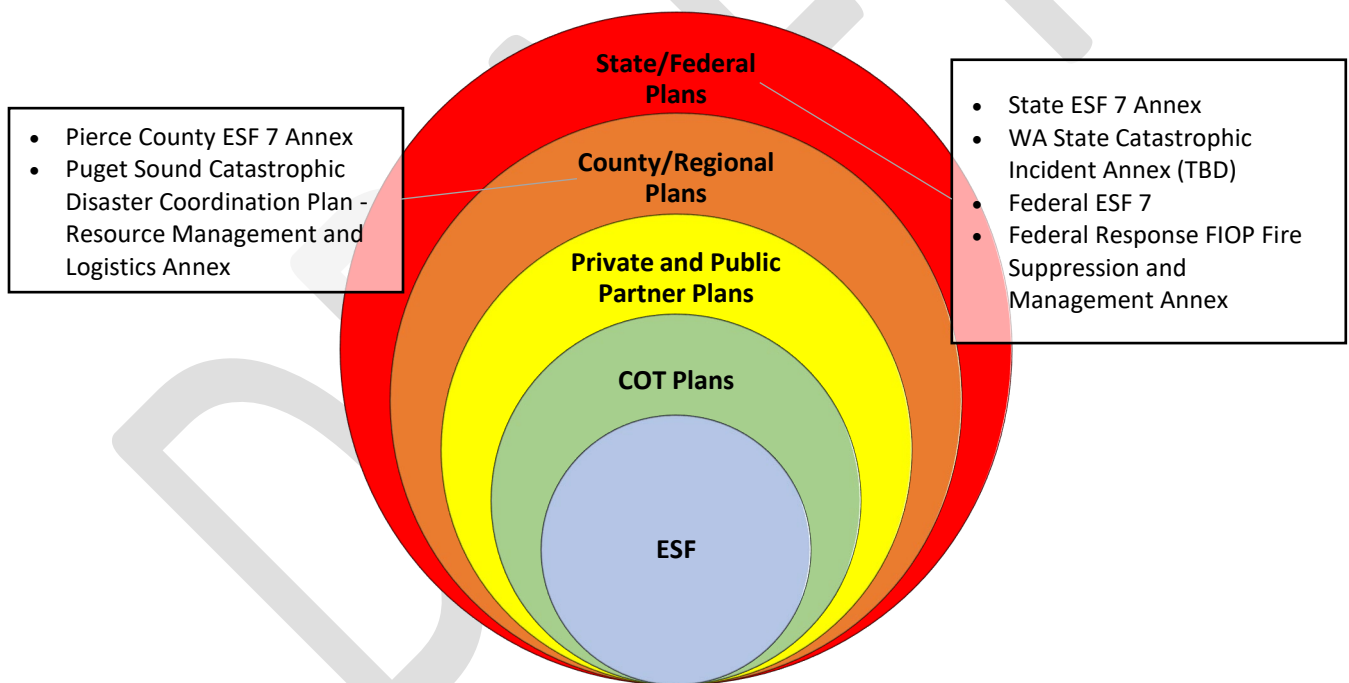 State/Federal
Plans
County/Regional
Plans
Private and Public
Partner Plans
COT Plans
ESF
• Pierce County ESF 7 Annex
• Puget Sound Catastrophic
Disaster Coordination Plan -
Resource Management and
Logistics Annex
• State ESF 7 Annex
• WA State Catastrophic
Incident Annex (TBD)
• Federal ESF 7
• Federal Response FIOP Fire
Suppression and
Management Annex